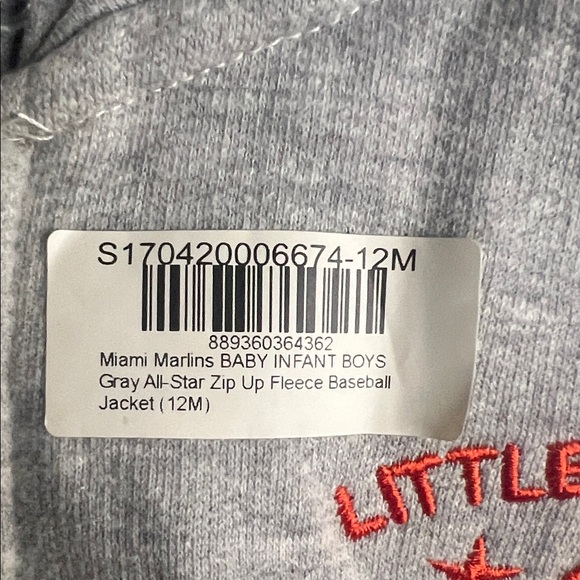 S170420006674-12M
889360364362
Miami Marlins BABY INFANT BOYS
Gray All-Star Zip Up Fleece Baseball
Jacket (12M)
LITTLE